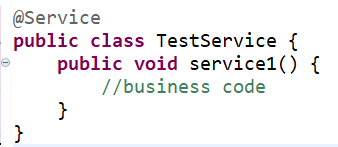 @Service
public class TestService {
    public void service1() {
        //business code
    }
}